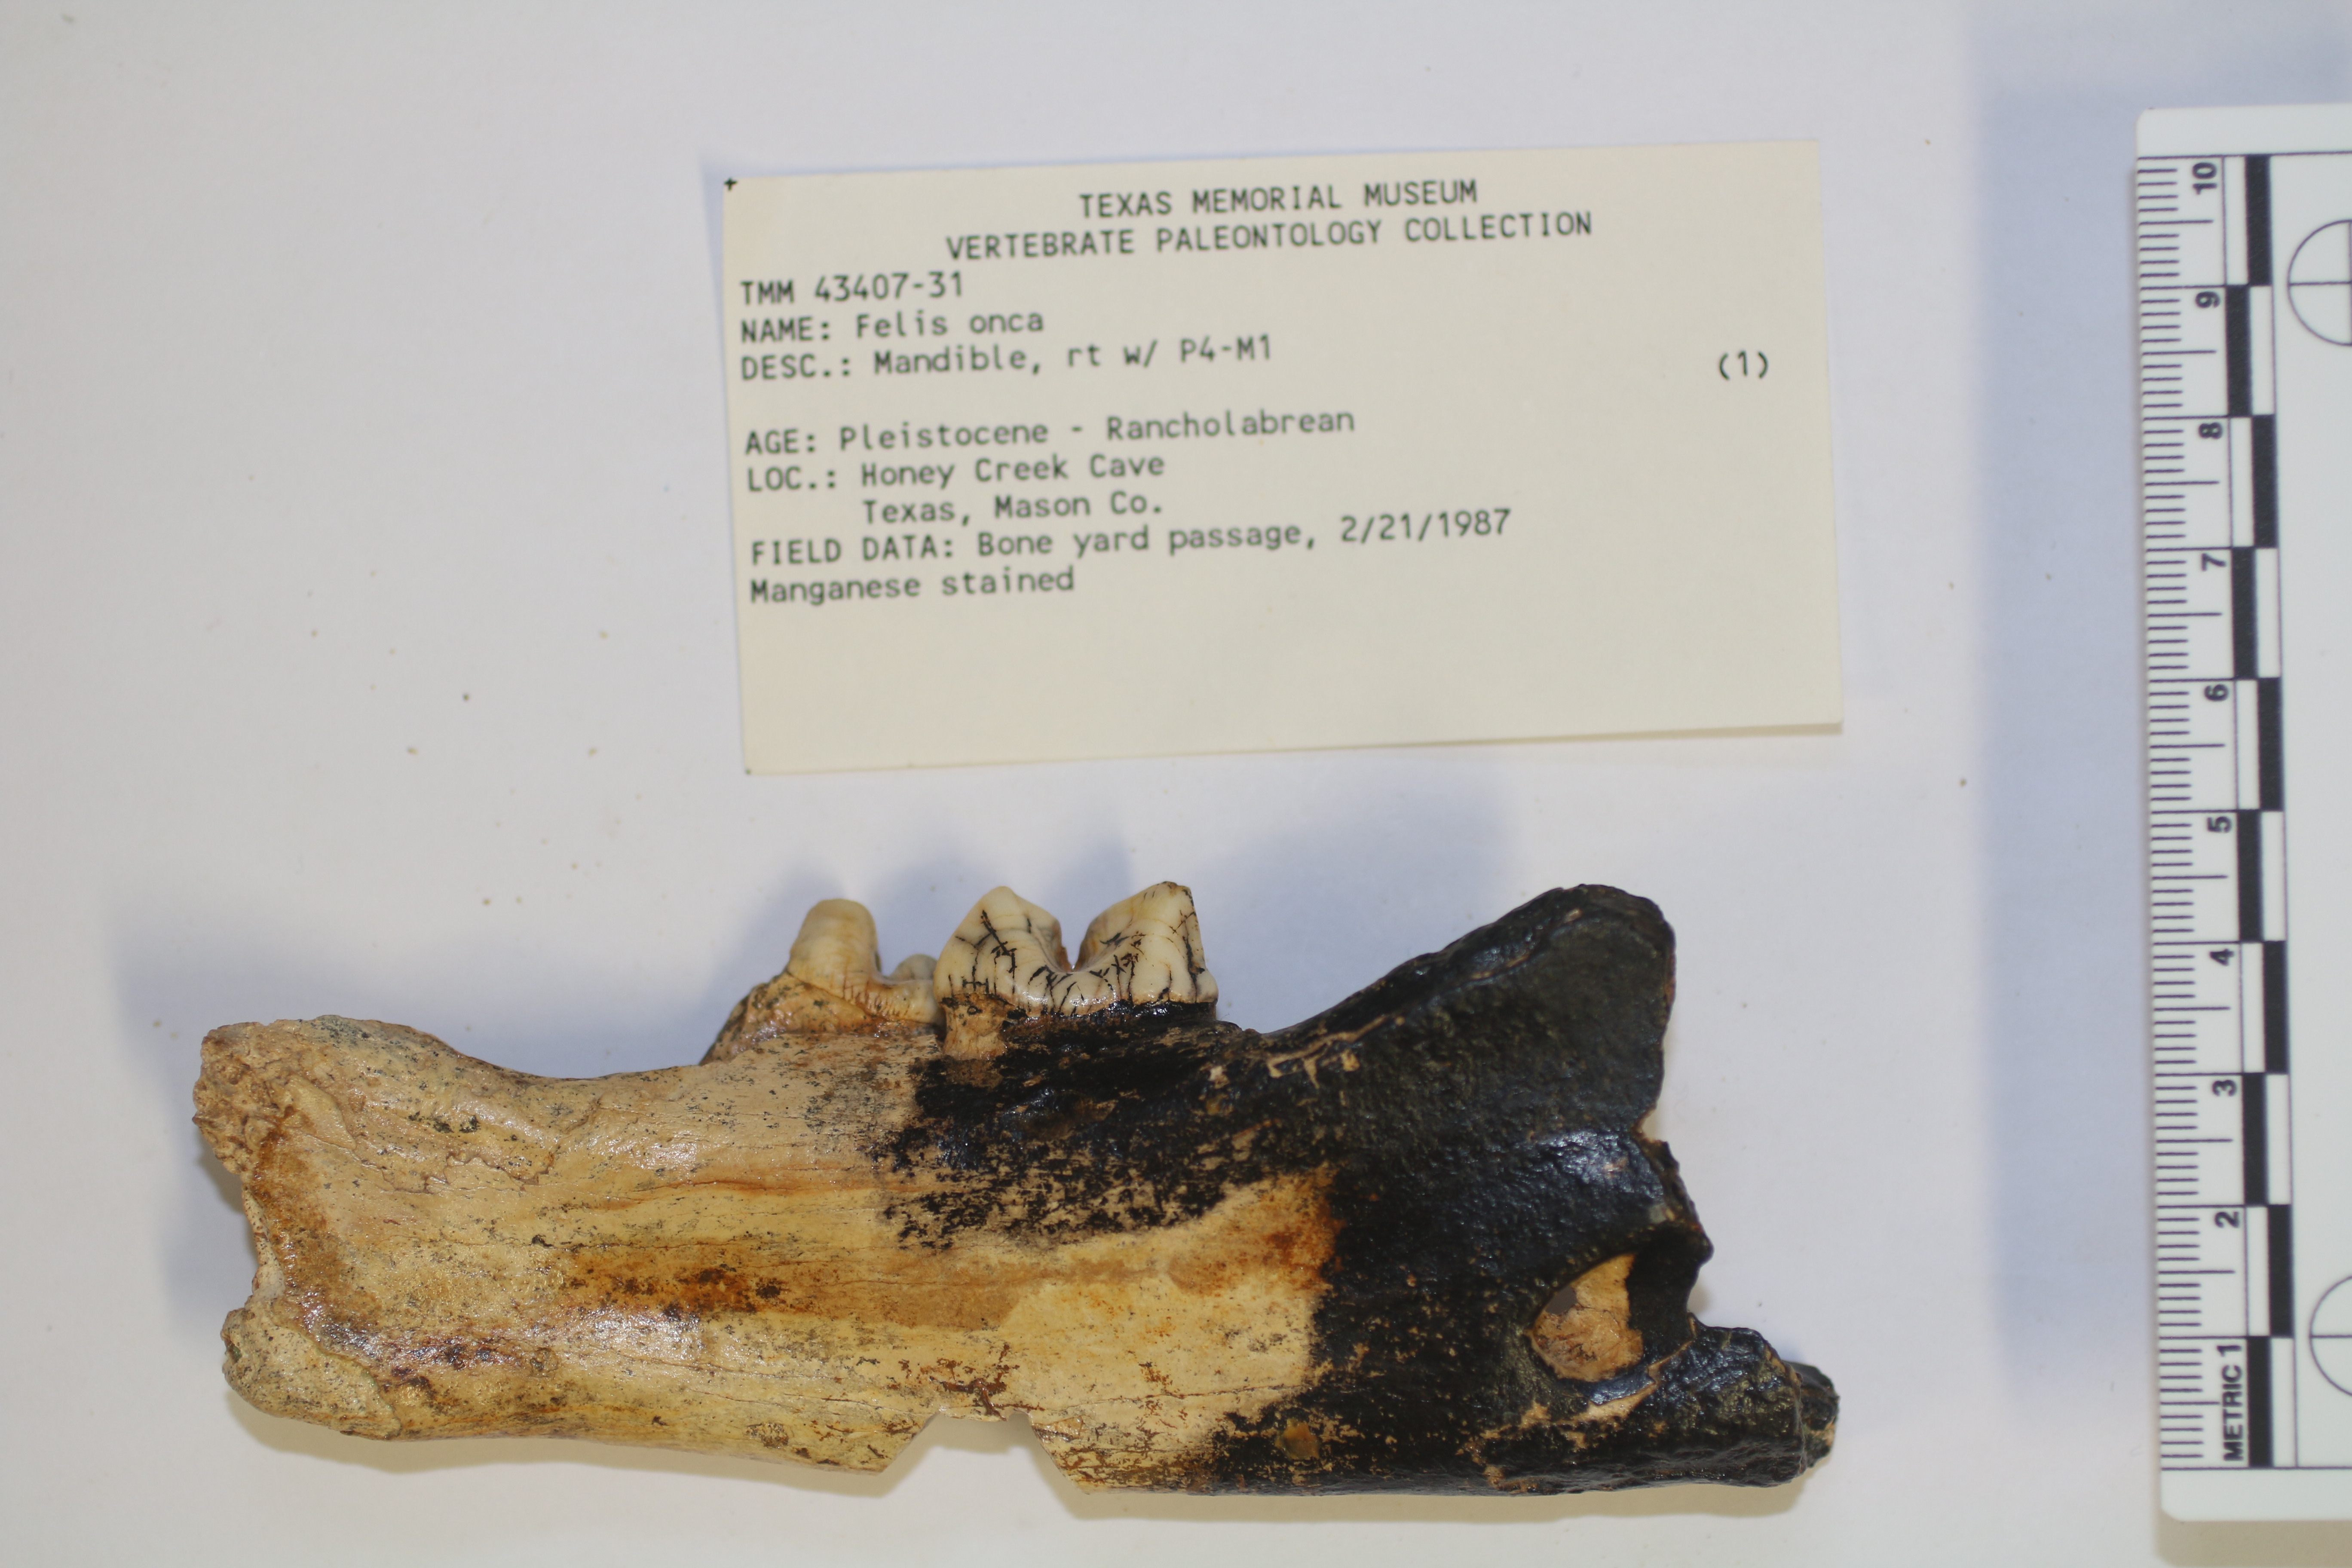 TEXAS MEMORIAL MUSEUM
VERTEBRATE PALEONTOLOGY COLLECTION
TMM 43407-31
NAME: Felis onca
DESC.: Mandible, rt w/ P4-M1
(1)
AGE: Pleistocene - Rancholabrean
LOC.: Honey Creek Cave
Texas, Mason Co.
FIELD DATA: Bone yard passage, 2/21/1987
Manganese stained
METRIC 1 2 3 4 5 6 7 8 9 10